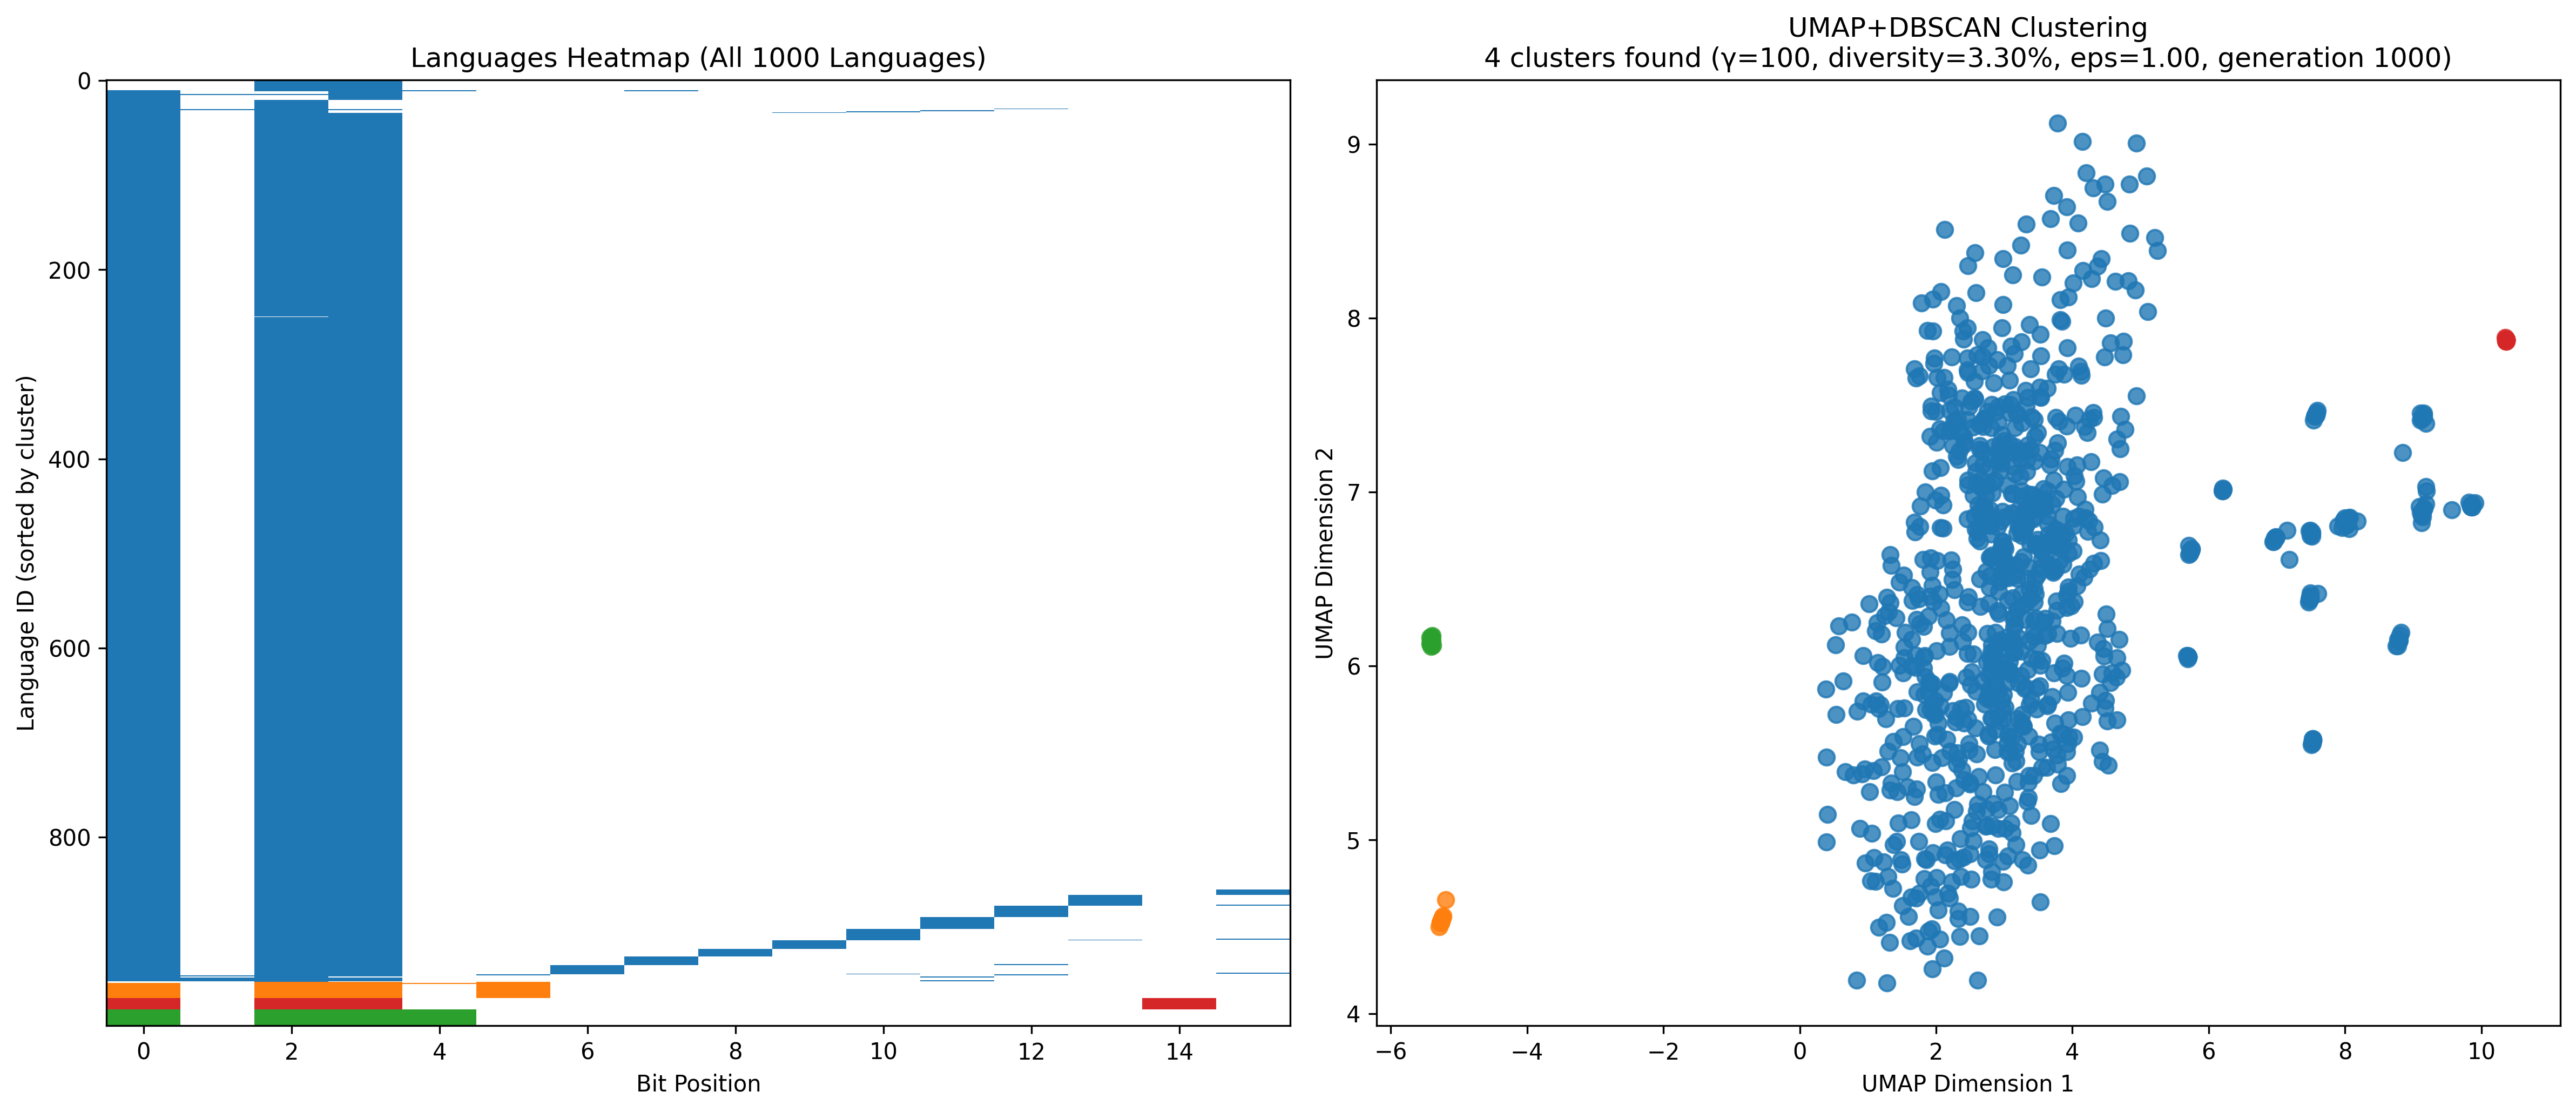 Languages Heatmap (All 1000 Languages)
0
200
400
600
800
Language ID (sorted by cluster)
0 2 4 6 8 10 12 14
Bit Position
UMAP+DBSCAN Clustering
4 clusters found (γ=100, diversity=3.30%, eps=1.00, generation 1000)
9
8
7
6
5
4
UMAP Dimension 2
−6 −4 −2 0 2 4 6 8 10
UMAP Dimension 1